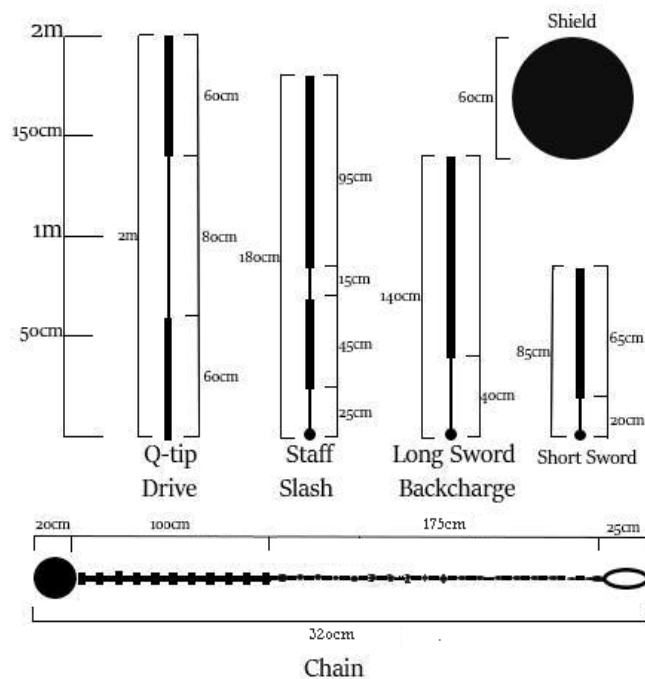 2m
150cm
1m
50cm
2m
60cm
80cm
60cm
Q-tip
Drive
180cm
95cm
15cm
45cm
25cm
Staff
Slash
140cm
40cm
Long Sword
Backcharge
Shield
60cm
85cm
65cm
20cm
Short Sword
20cm 100cm 175cm 25cm
320cm
Chain